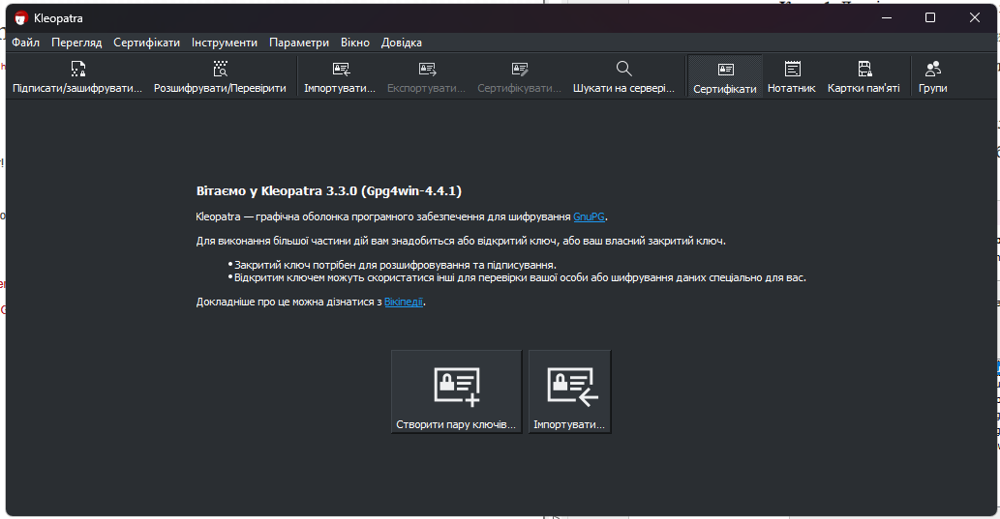 Kleopatra
Файл Перегляд Сертифікати Інструменти Параметри Вікно Довідка
Підписати/зашифрувати... Розшифрувати/Перевірити Імпортувати... Експортувати... Сертифікувати... Шукати на сервері... Сертифікати Нотатник Картки пам'яті Групи
Вітаємо у Kleopatra 3.3.0 (Gpg4win-4.4.1)
Kleopatra — графічна оболонка програмного забезпечення для шифрування GnuPG.
Для виконання більшої частини дій вам знадобиться або відкритий ключ, або ваш власний закритий ключ.
•Закритий ключ потрібен для розшифровування та підписування.
•Відкритим ключем можуть скористатися інші для перевірки вашої особи або шифрування даних спеціально для вас.
Докладніше про це можна дізнатися з Вікіпедії.
Створити пару ключів... Імпортувати...